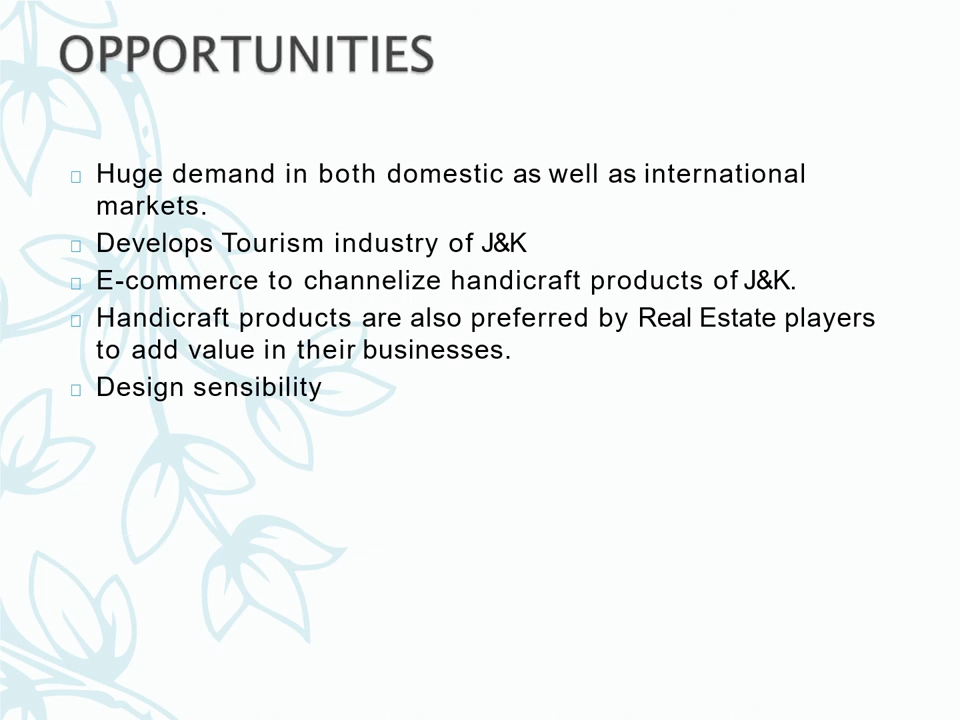 OPPORTUNITIES
Huge demand in both domestic as well as international
markets.
Develops Tourism industry of J&K
E-commerce to channelize handicraft products of J&K.
Handicraft products are also preferred by Real Estate players
to add value in their businesses.
Design sensibility